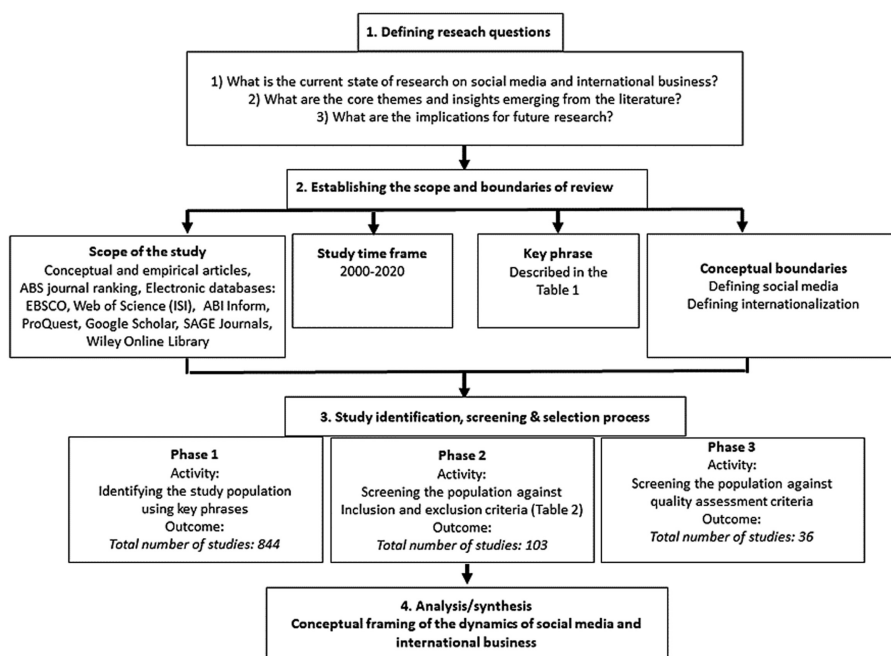 1. Defining reseach questions
1) What is the current state of research on social media and international business?
2) What are the core themes and insights emerging from the literature?
3) What are the implications for future research?
2. Establishing the scope and boundaries of review
Scope of the study
Conceptual and empirical articles,
ABS journal ranking, Electronic databases:
EBSCO, Web of Science (ISI), ABI Inform,
ProQuest, Google Scholar, SAGE Journals,
Wiley Online Library
Study time frame
2000-2020
Key phrase
Described in the
Table 1
Conceptual boundaries
Defining social media
Defining internationalization
3. Study identification, screening & selection process
Phase 1
Activity:
Identifying the study population
using key phrases
Outcome:
Total number of studies: 844
Phase 2
Activity:
Screening the population against
Inclusion and exclusion criteria (Table 2)
Outcome:
Total number of studies: 103
Phase 3
Activity:
Screening the population against
quality assessment criteria
Outcome:
Total number of studies: 36
4. Analysis/synthesis
Conceptual framing of the dynamics of social media and
international business